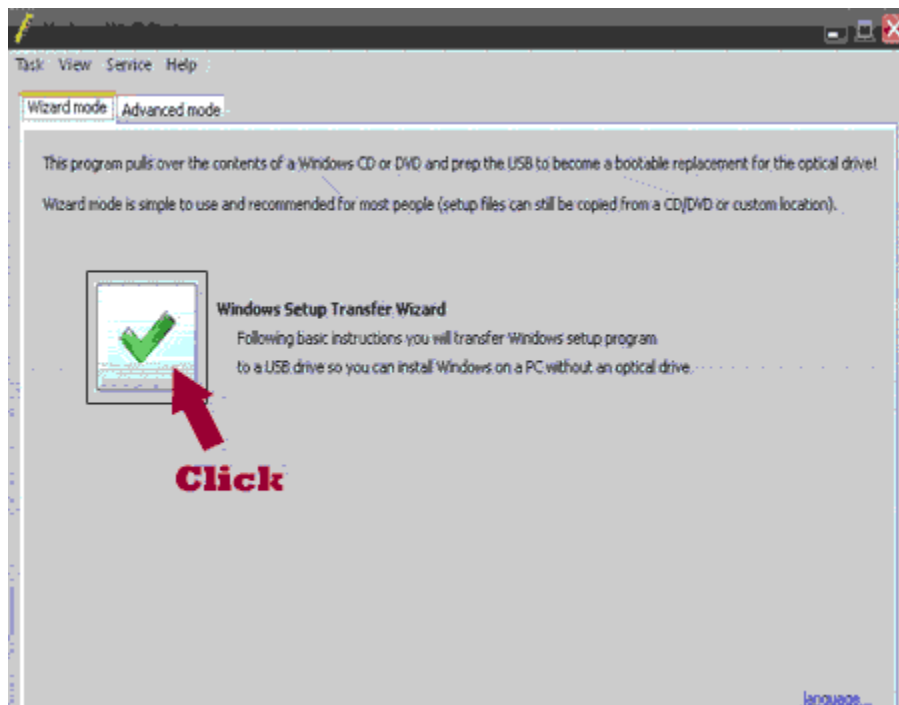 Task View Service Help
Wizard mode Advanced mode
This program pulls over the contents of a Windows CD or DVD and prep the USB to become a bootable replacement for the optical drive!
Wizard mode is simple to use and recommended for most people (setup files can still be copied from a CD/DVD or custom location).
Windows Setup Transfer Wizard
Following basic instructions you will transfer Windows setup program
to a USB drive so you can install Windows on a PC without an optical drive.
Click
language...